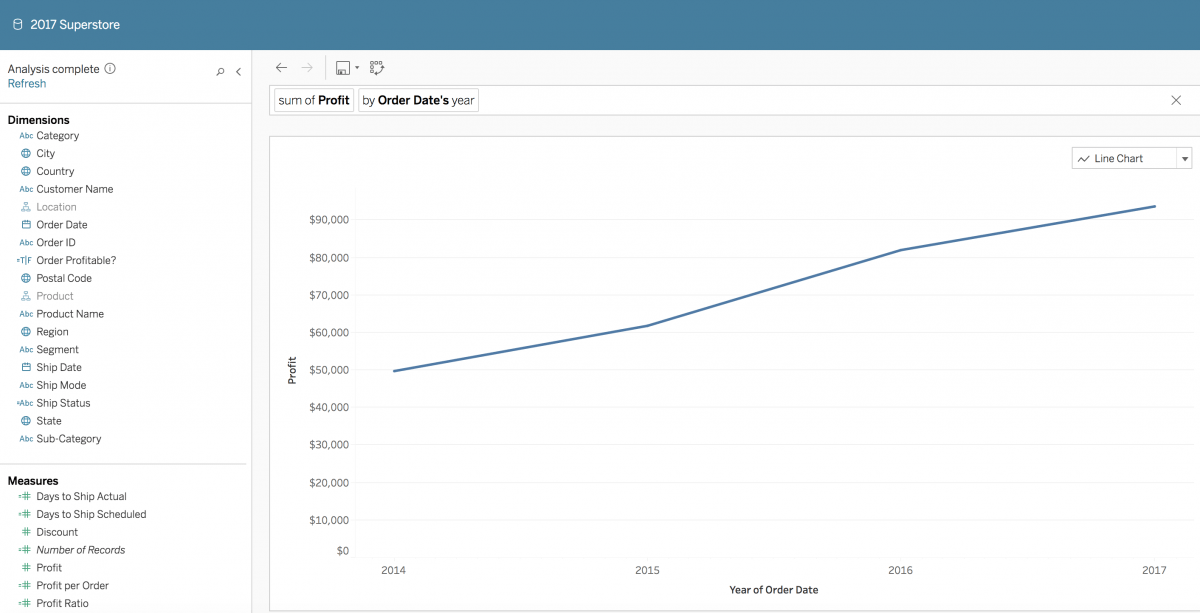 2017 Superstore
Analysis complete
Refresh
Dimensions
Abc Category
City
Country
Abc Customer Name
Location
Order Date
Abc Order ID
=T|F Order Profitable?
Postal Code
Product
Abc Product Name
Region
Abc Segment
Ship Date
Abc Ship Mode
=Abc Ship Status
State
Abc Sub-Category
Measures
=# Days to Ship Actual
=# Days to Ship Scheduled
# Discount
=# Number of Records
# Profit
=# Profit per Order
=# Profit Ratio
sum of Profit by Order Date's year
Line Chart
Profit
$90,000
$80,000
$70,000
$60,000
$50,000
$40,000
$30,000
$20,000
$10,000
$0
2014 2015 2016 2017
Year of Order Date